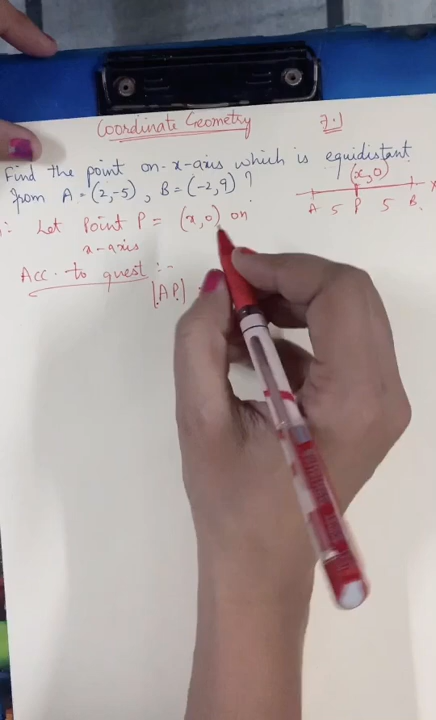 Coordinate Geometry 7.1
Find the point on x-axis which is equidistant
from A = (2,-5), B = (-2,9) ?
(x,0)
A 5 P 5 B
: Let Point P = (x,0) on
x-axis
Acc. to quest :-
|AP|